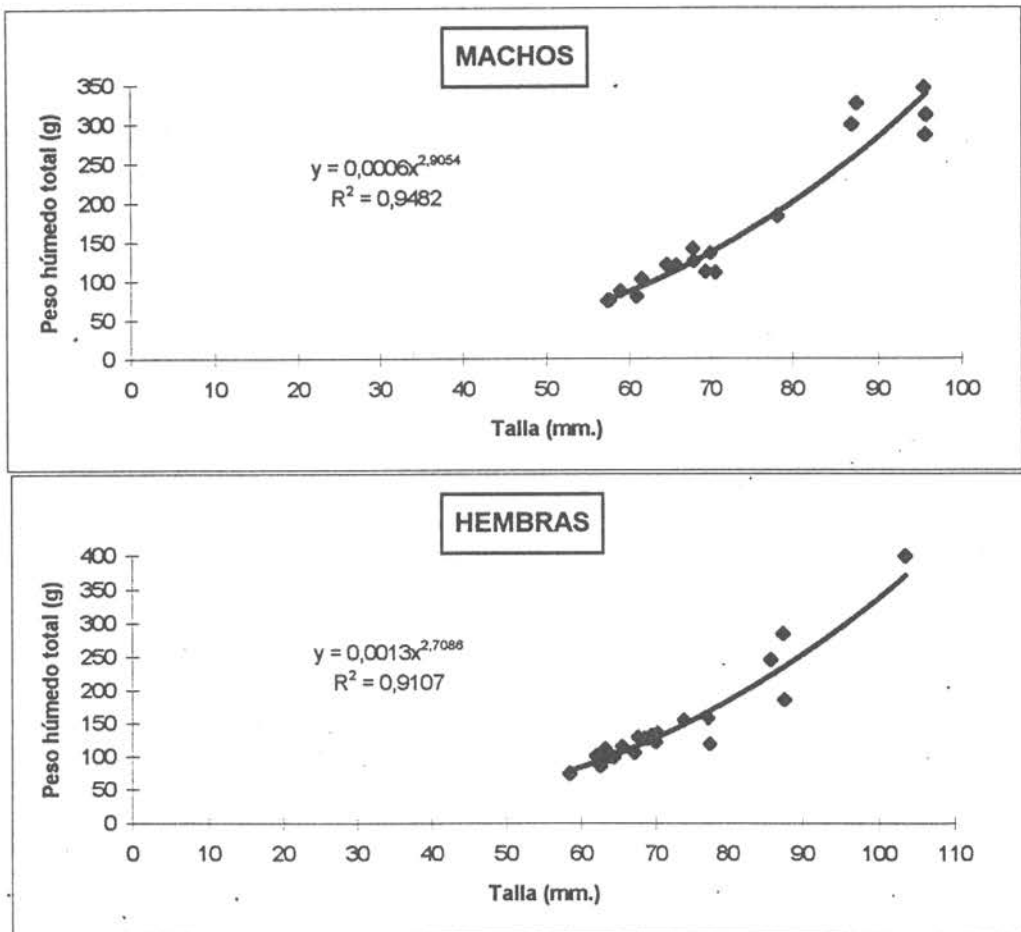 MACHOS
Peso húmedo total (g)
350
300
250
200
150
100
50
0
y = 0,0006x^2,9054
R² = 0,9482
0 10 20 30 40 50 60 70 80 90 100
Talla (mm.)
HEMBRAS
Peso húmedo total (g)
400
350
300
250
200
150
100
50
0
y = 0,0013x^2,7086
R² = 0,9107
0 10 20 30 40 50 60 70 80 90 100 110
Talla (mm.)